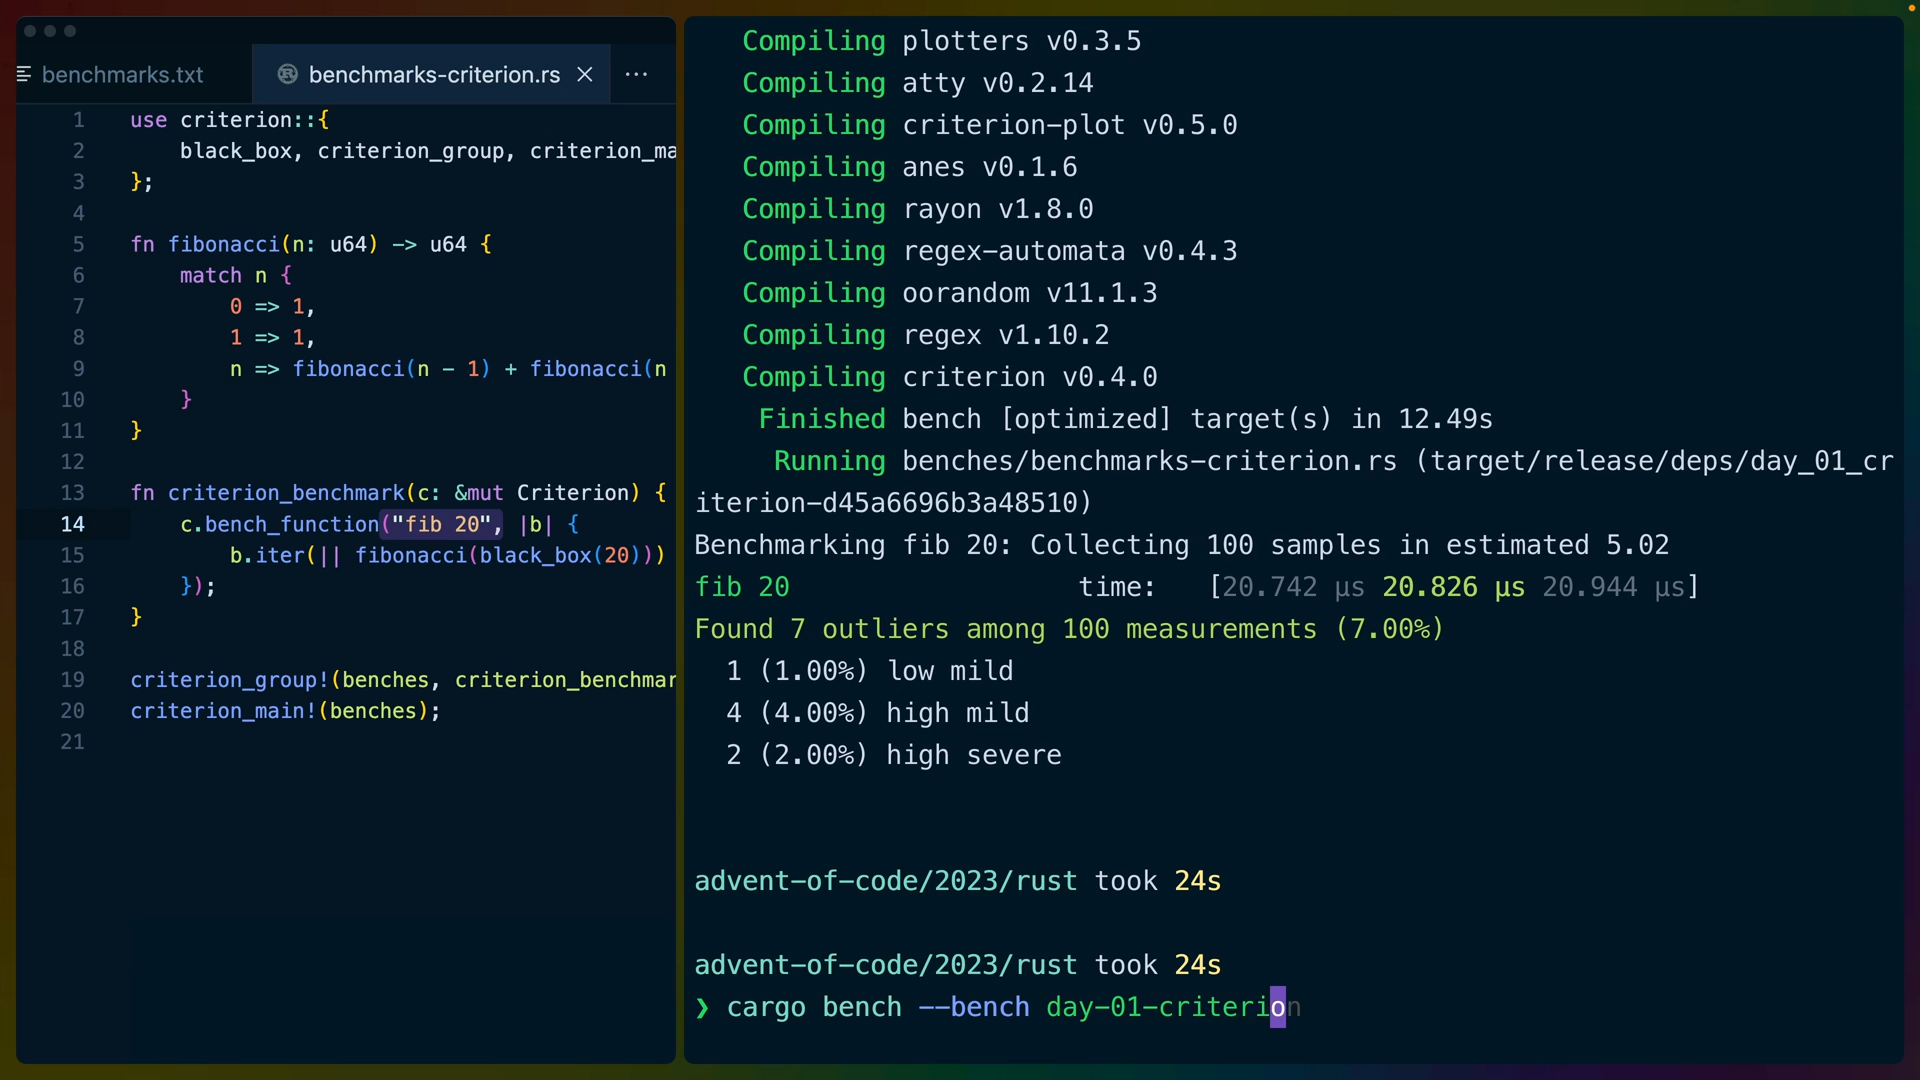 benchmarks.txt
benchmarks-criterion.rs
1 use criterion::{
2 black_box, criterion_group, criterion_ma
3 };
4
5 fn fibonacci(n: u64) -> u64 {
6 match n {
7 0 => 1,
8 1 => 1,
9 n => fibonacci(n - 1) + fibonacci(n
10 }
11 }
12
13 fn criterion_benchmark(c: &mut Criterion) {
14 c.bench_function("fib 20", |b| {
15 b.iter(|| fibonacci(black_box(20)))
16 });
17 }
18
19 criterion_group!(benches, criterion_benchmar
20 criterion_main!(benches);
21
Compiling plotters v0.3.5
Compiling atty v0.2.14
Compiling criterion-plot v0.5.0
Compiling anes v0.1.6
Compiling rayon v1.8.0
Compiling regex-automata v0.4.3
Compiling oorandom v11.1.3
Compiling regex v1.10.2
Compiling criterion v0.4.0
Finished bench [optimized] target(s) in 12.49s
Running benches/benchmarks-criterion.rs (target/release/deps/day_01_cr
iterion-d45a6696b3a48510)
Benchmarking fib 20: Collecting 100 samples in estimated 5.02
fib 20 time: [20.742 µs 20.826 µs 20.944 µs]
Found 7 outliers among 100 measurements (7.00%)
1 (1.00%) low mild
4 (4.00%) high mild
2 (2.00%) high severe
advent-of-code/2023/rust took 24s
advent-of-code/2023/rust took 24s
❯ cargo bench --bench day-01-criterion